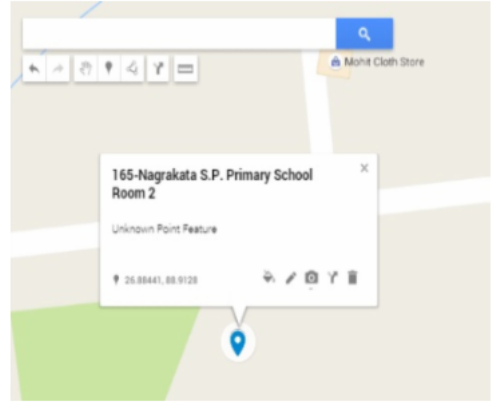 Mohit Cloth Store
165-Nagrakata S.P. Primary School
Room 2
Unknown Point Feature
26.88441, 88.9128